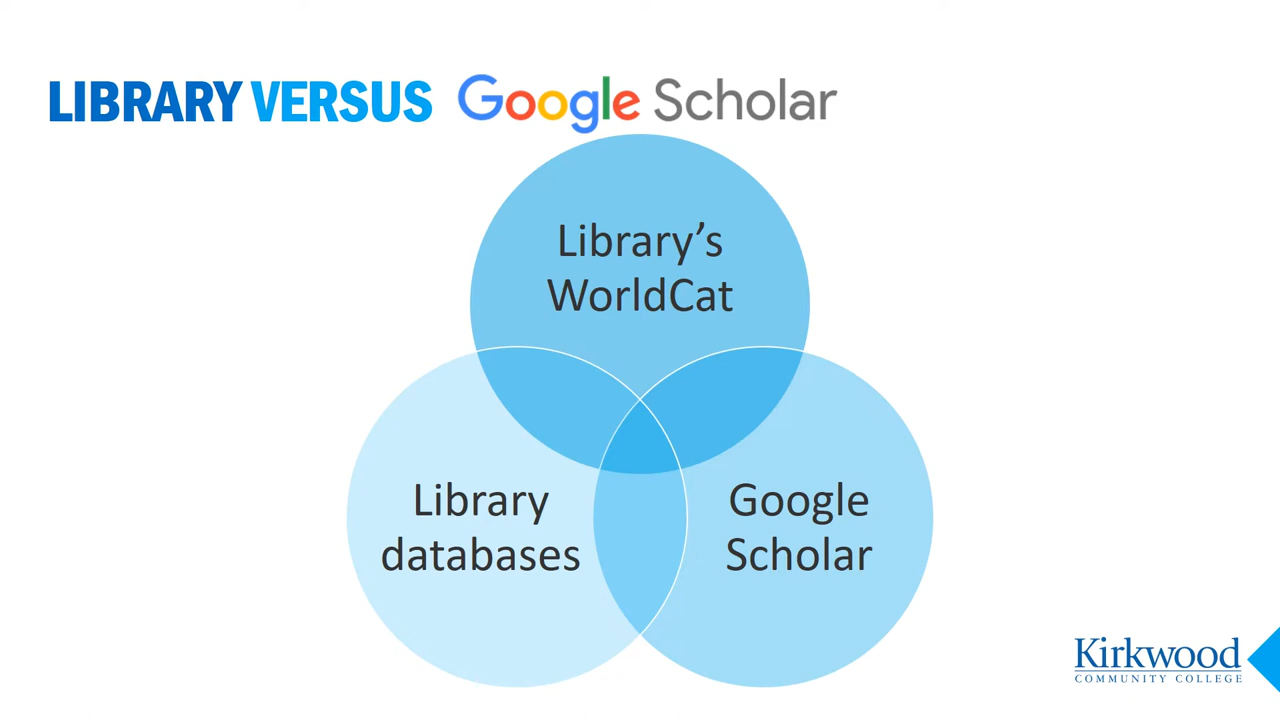 LIBRARY VERSUS Google Scholar
Library’s
WorldCat
Library
databases
Google
Scholar
Kirkwood
COMMUNITY COLLEGE